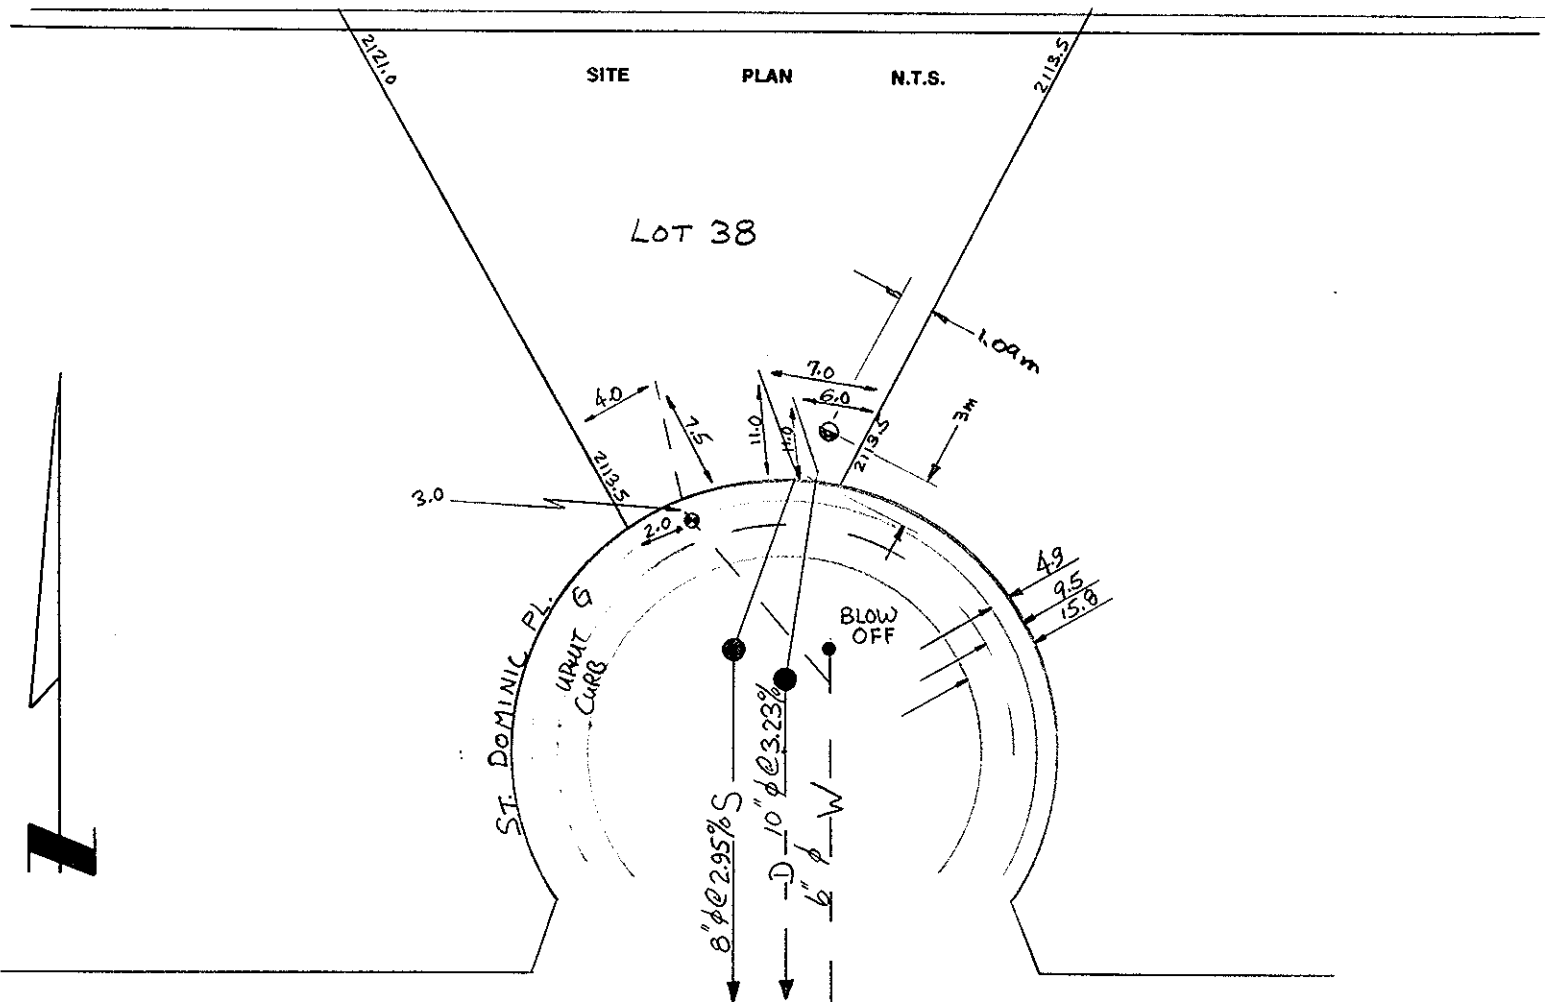 SITE PLAN N.T.S.
2121.0
2113.5
LOT 38
1.09m
7.0
6.0
4.0
7.5
11.0
11.0
3m
2113.5
2113.5
3.0
2.0
4.9
9.5
15.8
BLOW
OFF
ST. DOMINIC PL.
G
CURB
8"φ@2.95% S
10"φ@3.23%
D
6"φ W